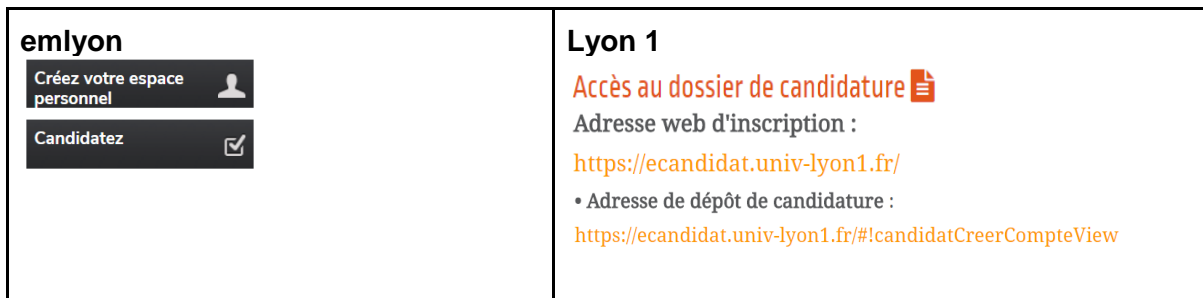 emlyon
Créez votre espace
personnel
Candidatez
Lyon 1
Accès au dossier de candidature
Adresse web d'inscription :
https://ecandidat.univ-lyon1.fr/
• Adresse de dépôt de candidature :
https://ecandidat.univ-lyon1.fr/#!candidatCreerCompteView